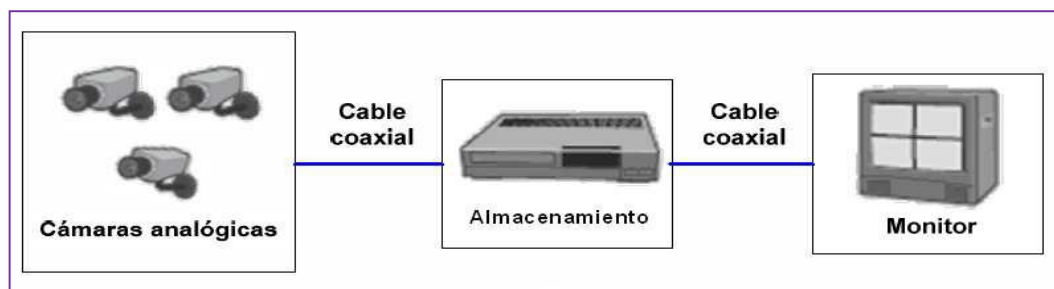 Cámaras analógicas
Cable
coaxial
Almacenamiento
Cable
coaxial
Monitor